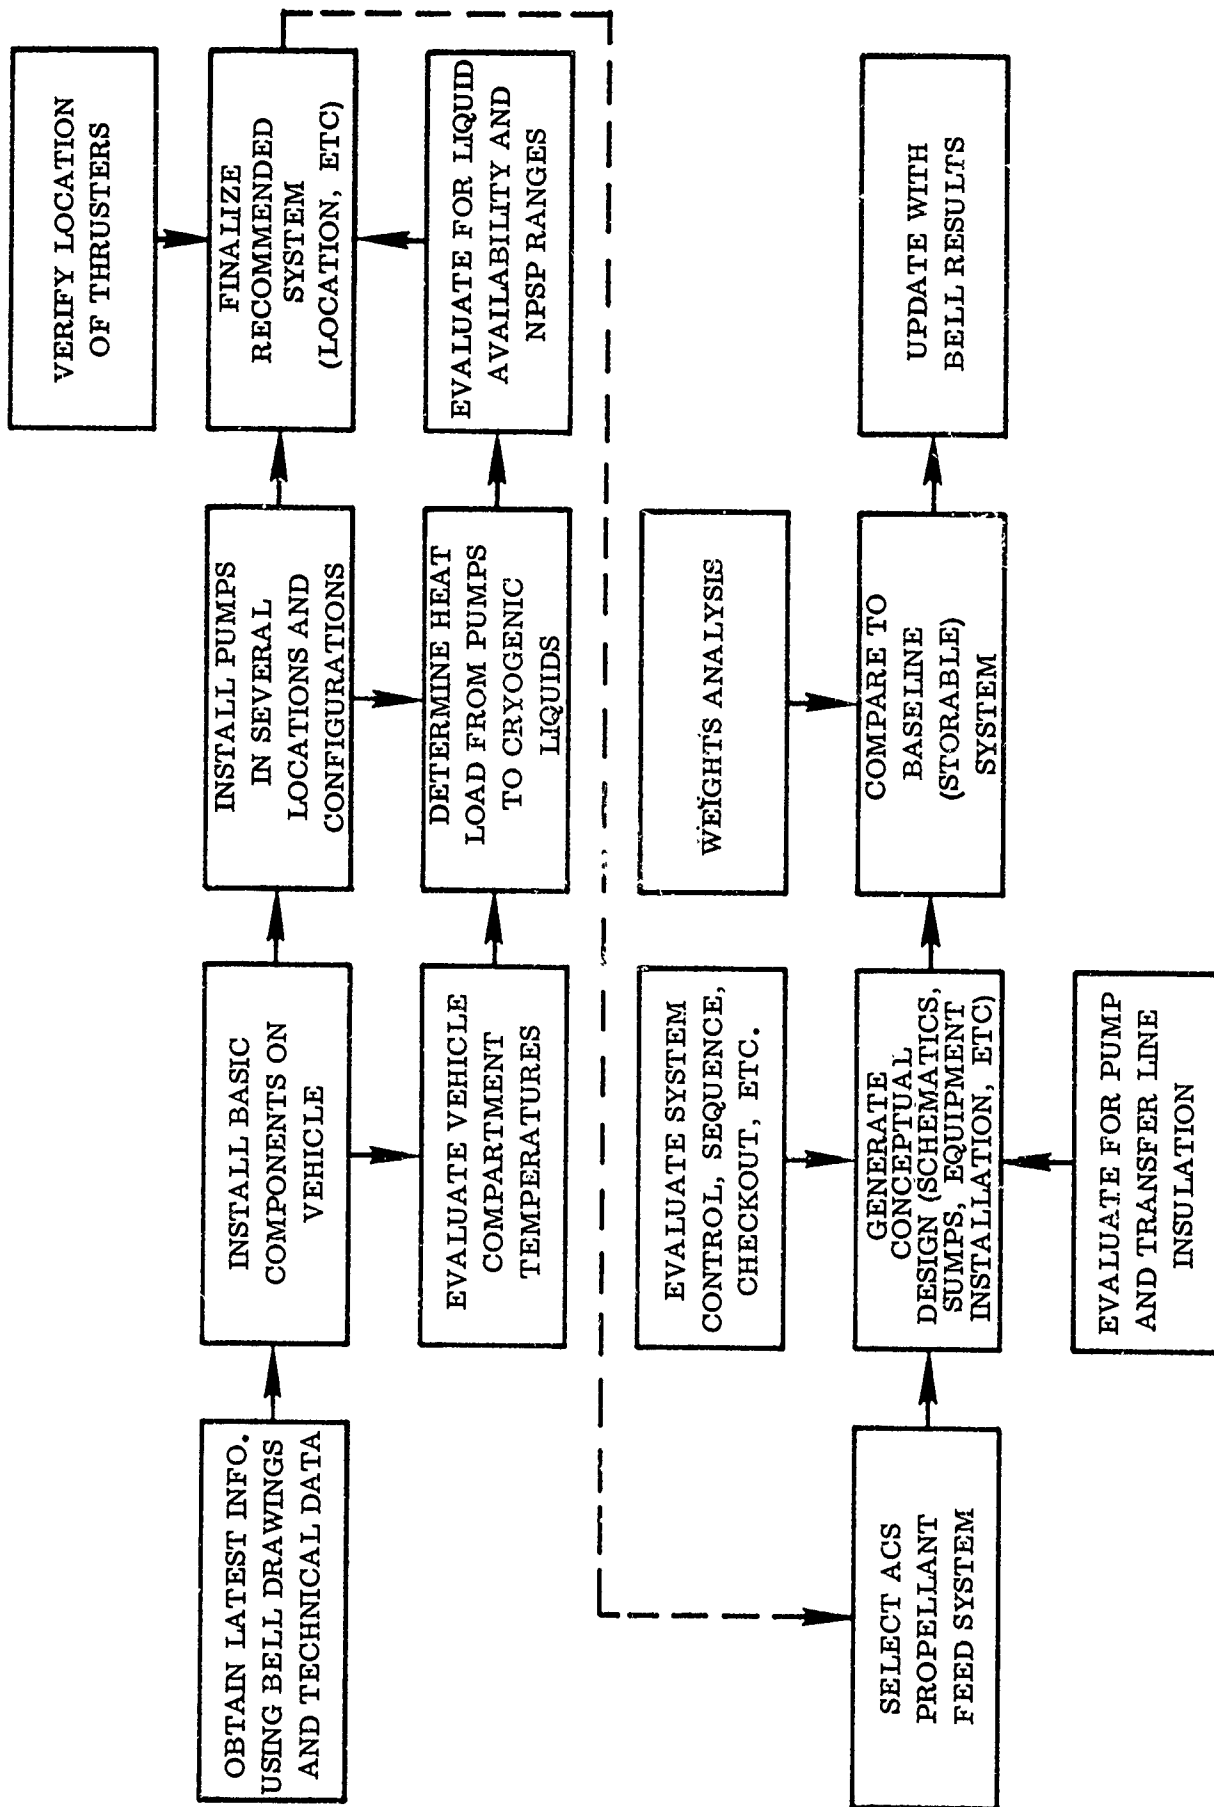 OBTAIN LATEST INFO.
USING BELL DRAWINGS
AND TECHNICAL DATA
INSTALL BASIC
COMPONENTS ON
VEHICLE
INSTALL PUMPS
IN SEVERAL
LOCATIONS AND
CONFIGURATIONS
VERIFY LOCATION
OF THRUSTERS
FINALIZE
RECOMMENDED
SYSTEM
(LOCATION, ETC)
EVALUATE VEHICLE
COMPARTMENT
TEMPERATURES
DETERMINE HEAT
LOAD FROM PUMPS
TO CRYOGENIC
LIQUIDS
EVALUATE FOR LIQUID
AVAILABILITY AND
NPSP RANGES
SELECT ACS
PROPELLANT
FEED SYSTEM
EVALUATE SYSTEM
CONTROL, SEQUENCE,
CHECKOUT, ETC.
GENERATE
CONCEPTUAL
DESIGN (SCHEMATICS,
SUMPS, EQUIPMENT
INSTALLATION, ETC)
EVALUATE FOR PUMP
AND TRANSFER LINE
INSULATION
WEIGHTS ANALYSIS
COMPARE TO
BASELINE
(STORABLE)
SYSTEM
UPDATE WITH
BELL RESULTS